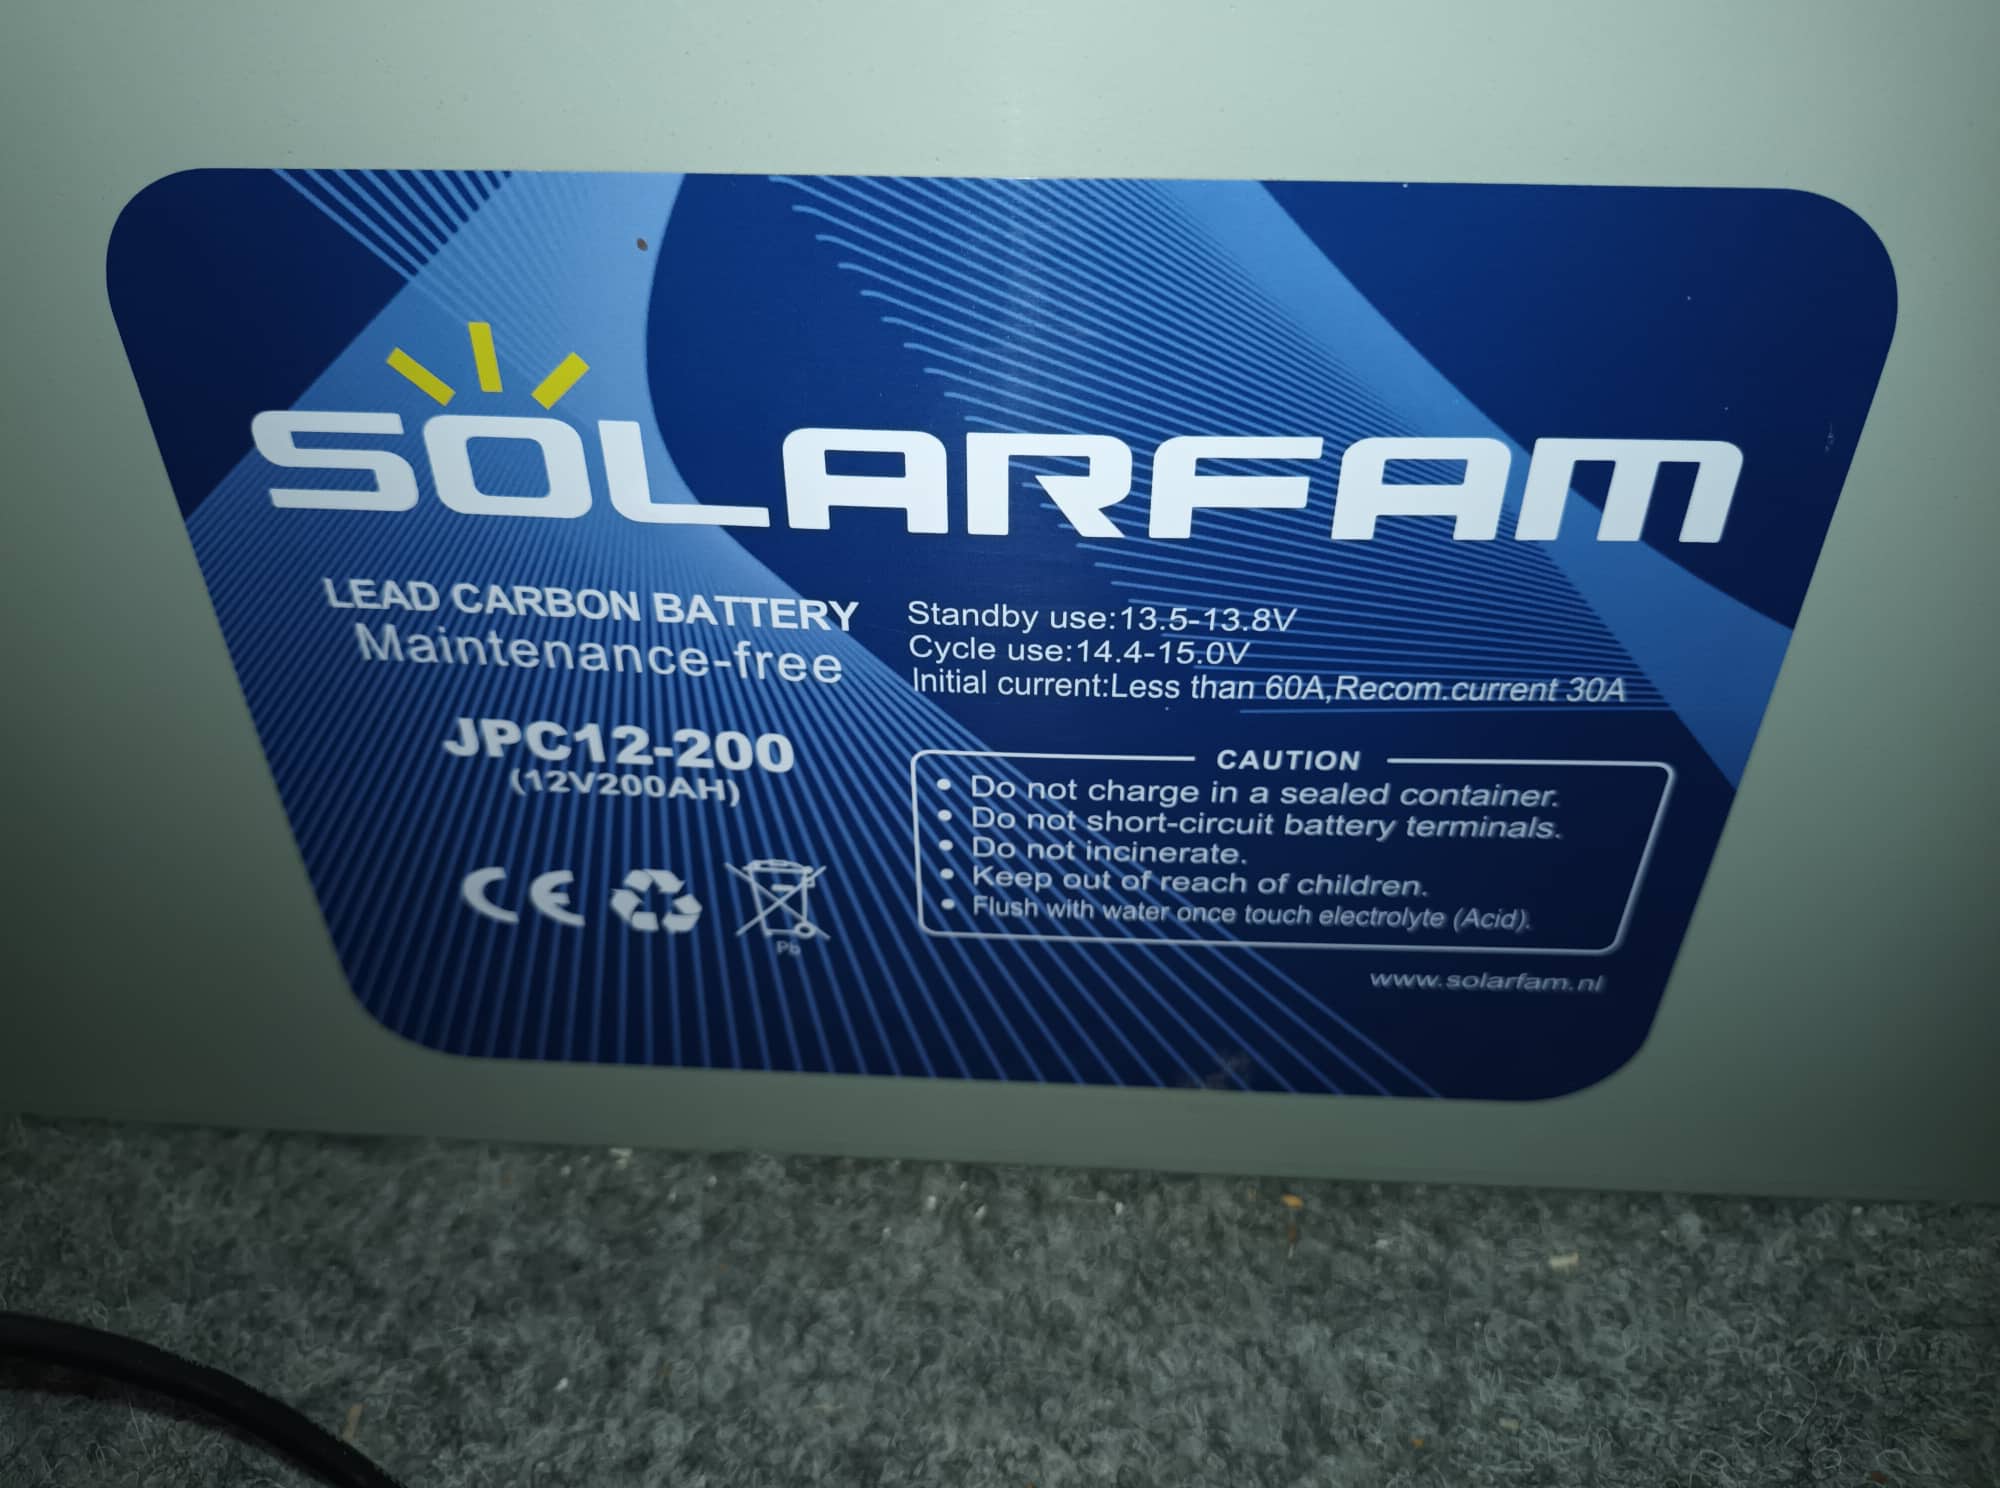 SOLARFAM
LEAD CARBON BATTERY
Maintenance-free
JPC12-200
(12V200AH)
CE
Pb
Standby use:13.5-13.8V
Cycle use:14.4-15.0V
Initial current:Less than 60A,Recom.current 30A
CAUTION
• Do not charge in a sealed container.
• Do not short-circuit battery terminals.
• Do not incinerate.
• Keep out of reach of children.
• Flush with water once touch electrolyte (Acid).
www.solarfam.nl